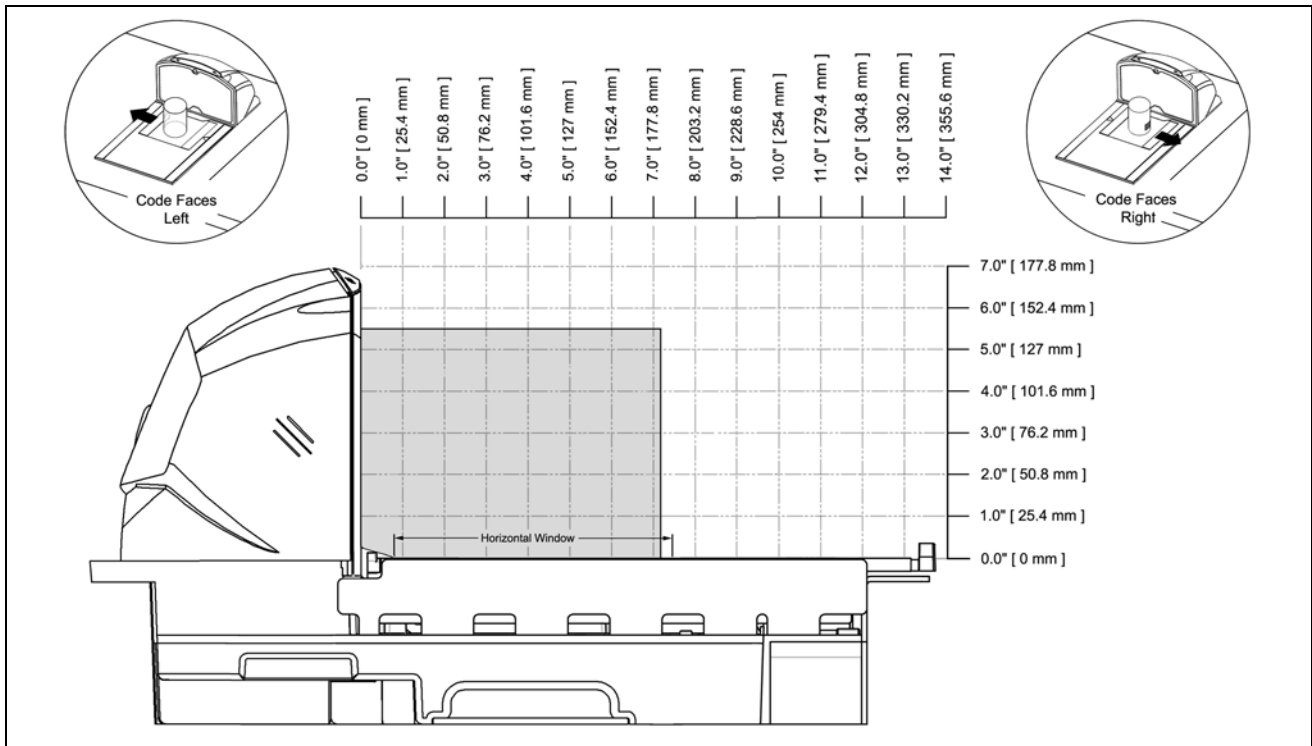 Code Faces
Left
0.0" [ 0 mm ]
1.0" [ 25.4 mm ]
2.0" [ 50.8 mm ]
3.0" [ 76.2 mm ]
4.0" [ 101.6 mm ]
5.0" [ 127 mm ]
6.0" [ 152.4 mm ]
7.0" [ 177.8 mm ]
8.0" [ 203.2 mm ]
9.0" [ 228.6 mm ]
10.0" [ 254 mm ]
11.0" [ 279.4 mm ]
12.0" [ 304.8 mm ]
13.0" [ 330.2 mm ]
14.0" [ 355.6 mm ]
Code Faces
Right
7.0" [ 177.8 mm ]
6.0" [ 152.4 mm ]
5.0" [ 127 mm ]
4.0" [ 101.6 mm ]
3.0" [ 76.2 mm ]
2.0" [ 50.8 mm ]
1.0" [ 25.4 mm ]
0.0" [ 0 mm ]
Horizontal Window